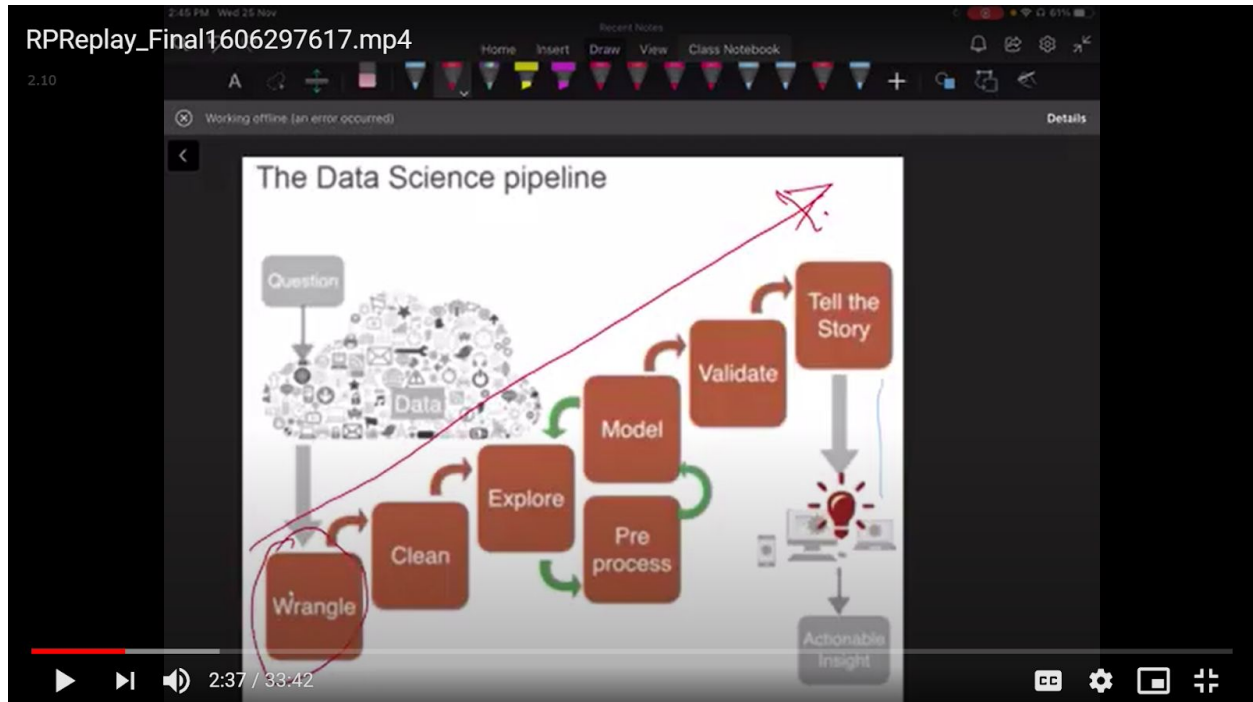 2:45 PM Wed 25 Nov
61%
Recent Notes
RPReplay_Final1606297617.mp4
Home Insert Draw View Class Notebook
2.10
A
Working offline (an error occurred)
Details
The Data Science pipeline
Question
Data
Tell the
Story
Validate
Model
Explore
Pre
process
Clean
Wrangle
Actionable
Insight
2:37 / 33:42
CC